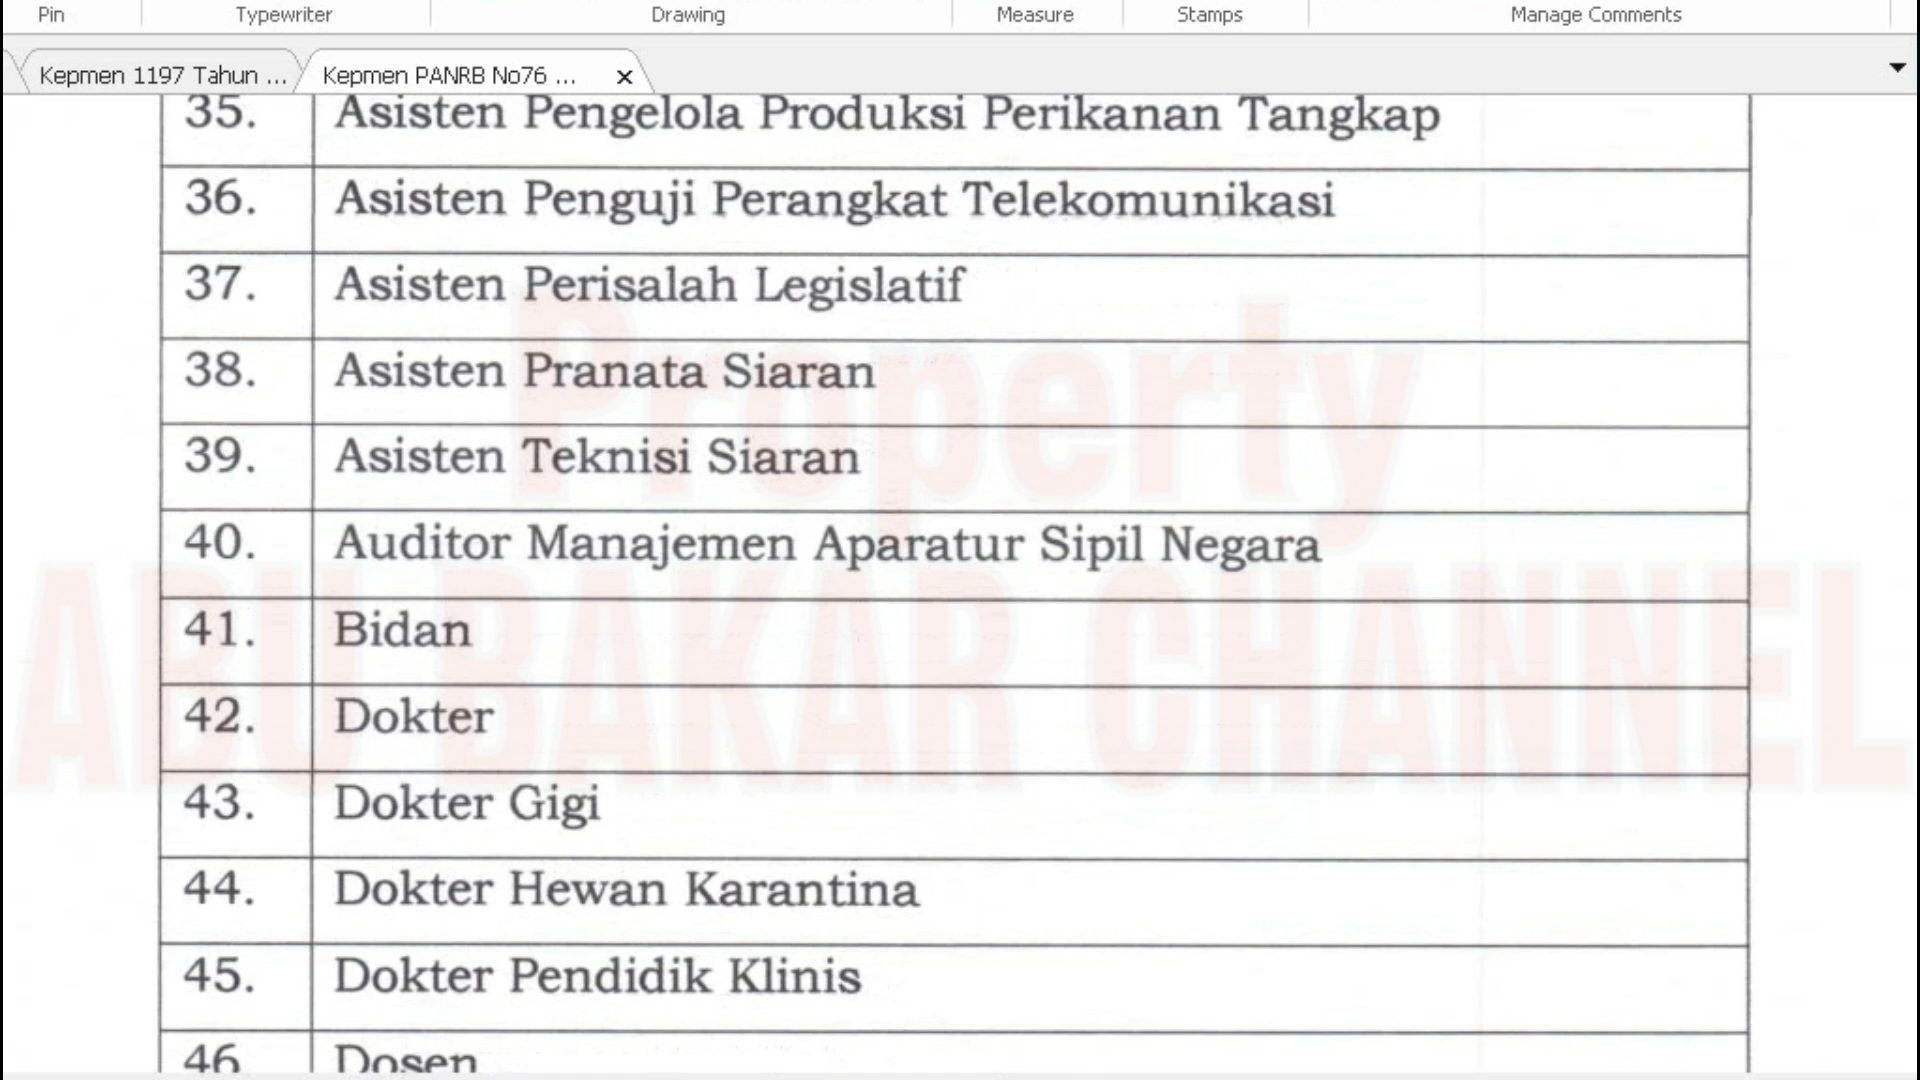 Pin Typewriter Drawing Measure Stamps Manage Comments
Kepmen 1197 Tahun ... Kepmen PANRB No76 ...
35. Asisten Pengelola Produksi Perikanan Tangkap
36. Asisten Penguji Perangkat Telekomunikasi
37. Asisten Perisalah Legislatif
38. Asisten Pranata Siaran
39. Asisten Teknisi Siaran
40. Auditor Manajemen Aparatur Sipil Negara
41. Bidan
42. Dokter
43. Dokter Gigi
44. Dokter Hewan Karantina
45. Dokter Pendidik Klinis
46 Dosen
Property
ABU BAKAR CHANNEL